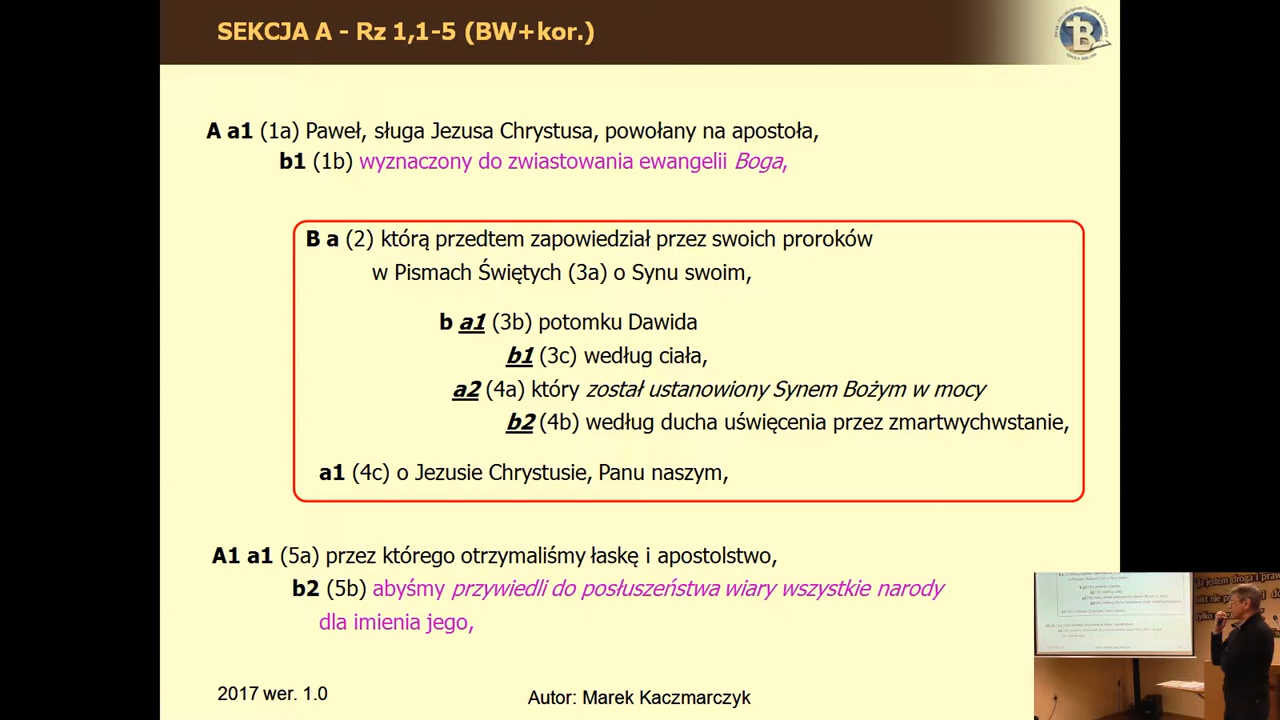 SEKCJA A - Rz 1,1-5 (BW+kor.)
A a1 (1a) Paweł, sługa Jezusa Chrystusa, powołany na apostoła,
b1 (1b) wyznaczony do zwiastowania ewangelii Boga,
B a (2) którą przedtem zapowiedział przez swoich proroków
w Pismach Świętych (3a) o Synu swoim,
b a1 (3b) potomku Dawida
b1 (3c) według ciała,
a2 (4a) który został ustanowiony Synem Bożym w mocy
b2 (4b) według ducha uświęcenia przez zmartwychwstanie,
a1 (4c) o Jezusie Chrystusie, Panu naszym,
A1 a1 (5a) przez którego otrzymaliśmy łaskę i apostolstwo,
b2 (5b) abyśmy przywiedli do posłuszeństwa wiary wszystkie narody
dla imienia jego,
jestem droga i praw
2017 wer. 1.0
Autor: Marek Kaczmarczyk